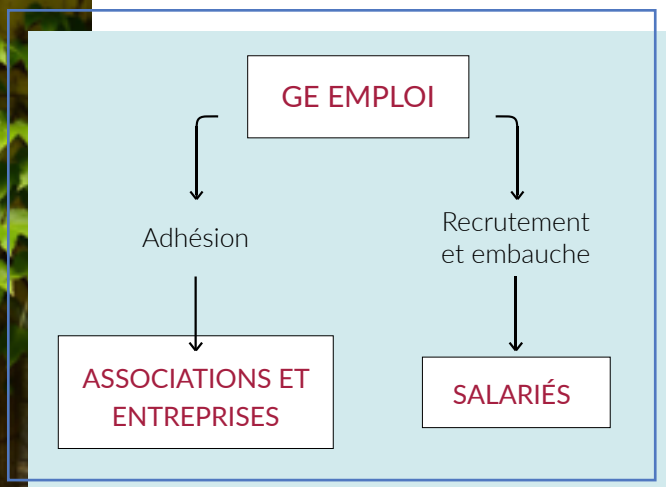 GE EMPLOI
Adhésion
Recrutement
et embauche
ASSOCIATIONS ET
ENTREPRISES
SALARIÉS